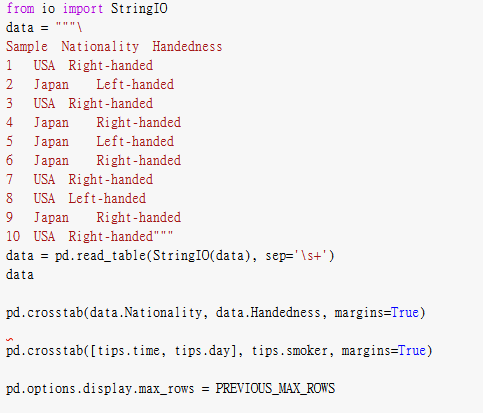 from io import StringIO
data = """\
Sample Nationality Handedness
1 USA Right-handed
2 Japan Left-handed
3 USA Right-handed
4 Japan Right-handed
5 Japan Left-handed
6 Japan Right-handed
7 USA Right-handed
8 USA Left-handed
9 Japan Right-handed
10 USA Right-handed"""
data = pd.read_table(StringIO(data), sep='\s+')
data
pd.crosstab(data.Nationality, data.Handedness, margins=True)
pd.crosstab([tips.time, tips.day], tips.smoker, margins=True)
pd.options.display.max_rows = PREVIOUS_MAX_ROWS